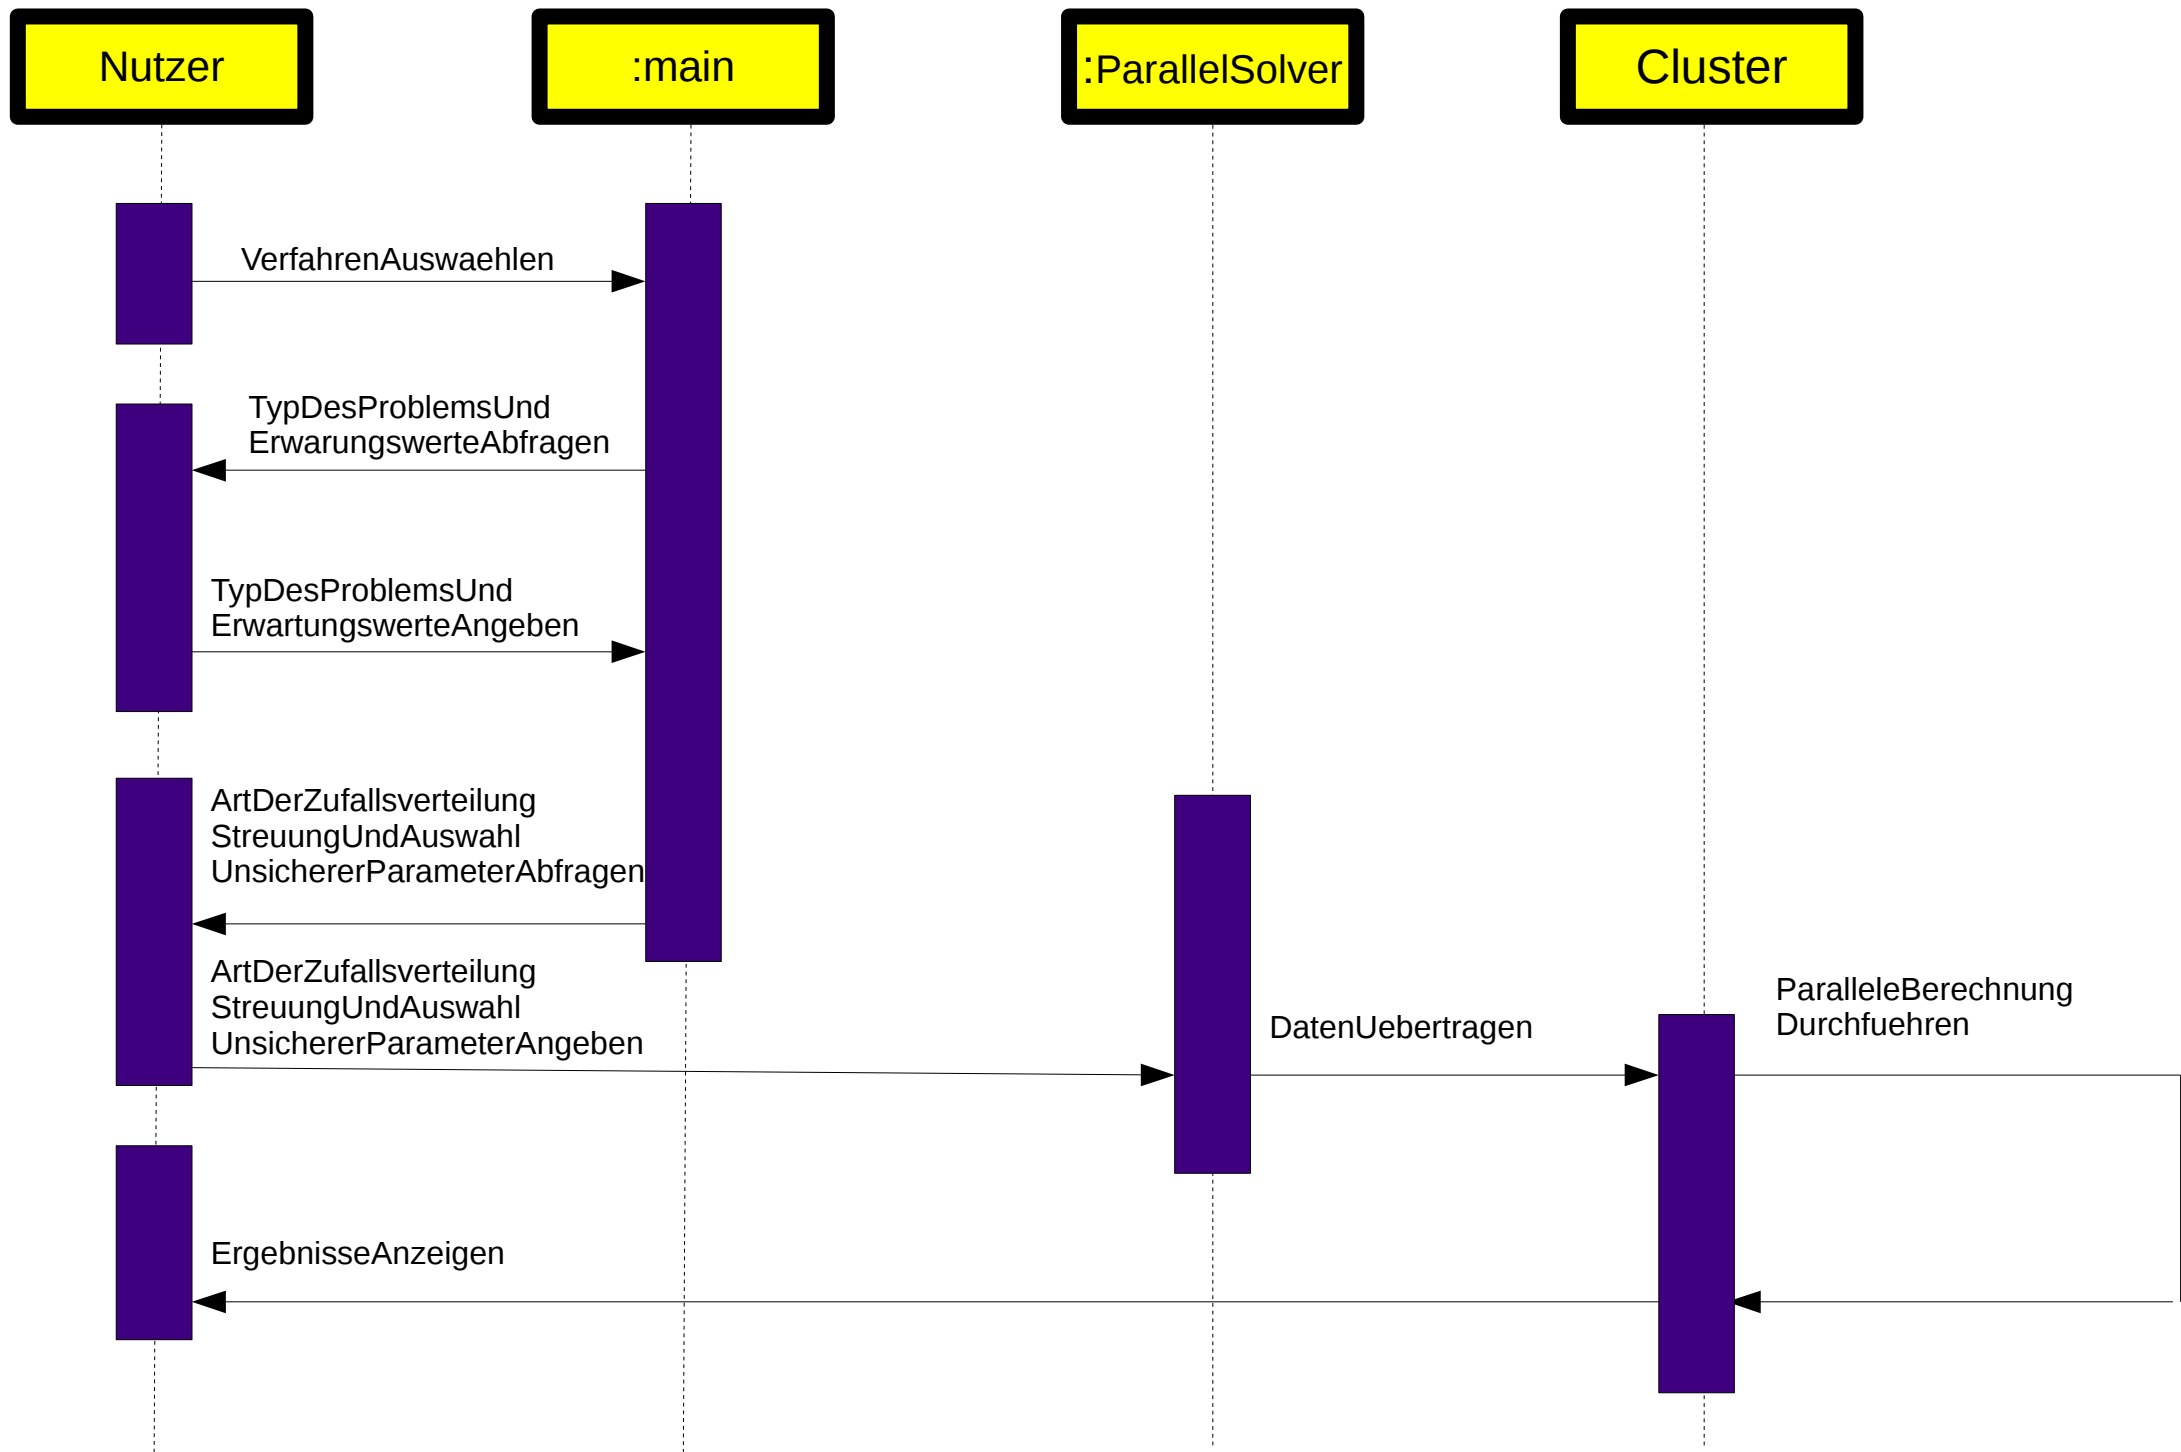 Nutzer
:main
:ParallelSolver
Cluster
VerfahrenAuswaehlen
TypDesProblemsUnd
ErwarungswerteAbfragen
TypDesProblemsUnd
ErwartungswerteAngeben
ArtDerZufallsverteilung
StreuungUndAuswahl
UnsichererParameterAbfragen
ArtDerZufallsverteilung
StreuungUndAuswahl
UnsichererParameterAngeben
DatenUebertragen
ParalleleBerechnung
Durchfuehren
ErgebnisseAnzeigen